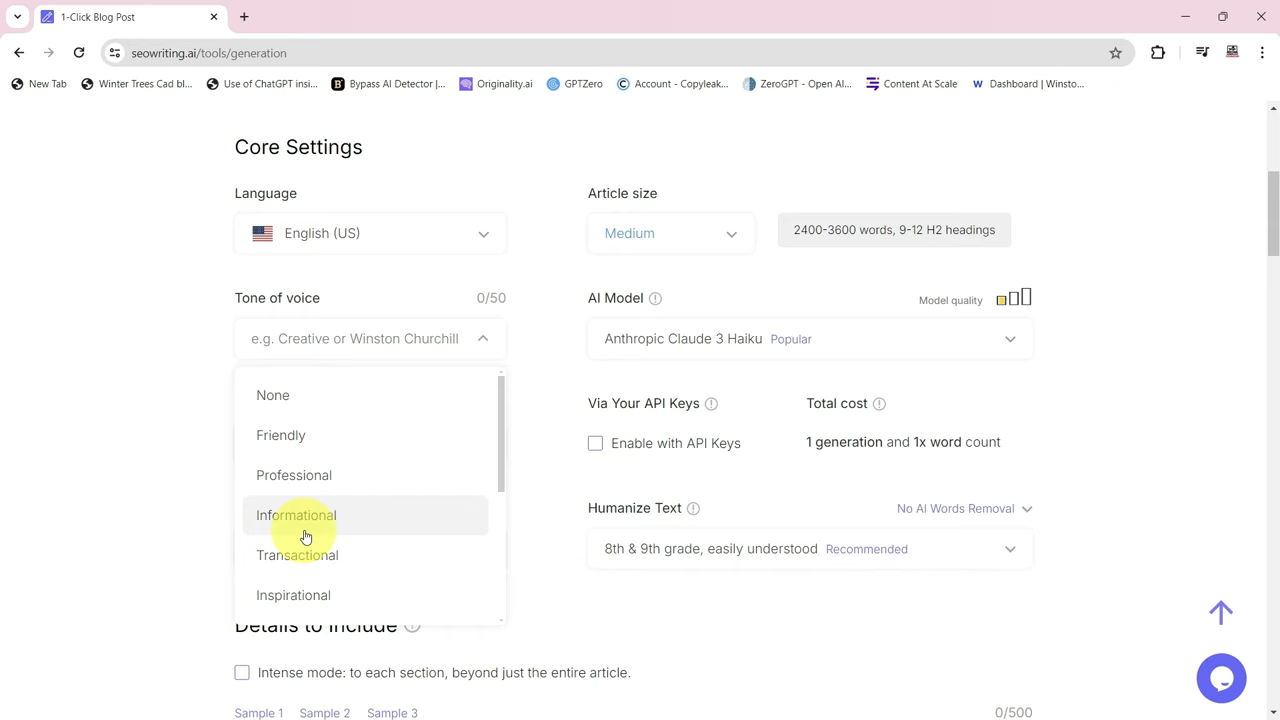 1-Click Blog Post
seowriting.ai/tools/generation
New Tab
Winter Trees Cad bl...
Use of ChatGPT insi...
Bypass AI Detector |...
Originality.ai
GPTZero
Account - Copyleak...
ZeroGPT - Open AI...
Content At Scale
Dashboard | Winsto...
Core Settings
Language
Article size
English (US)
Medium
2400-3600 words, 9-12 H2 headings
Tone of voice
0/50
AI Model
Model quality
e.g. Creative or Winston Churchill
Anthropic Claude 3 Haiku Popular
None
Friendly
Professional
Informational
Transactional
Inspirational
Via Your API Keys
Total cost
Enable with API Keys
1 generation and 1x word count
Humanize Text
No AI Words Removal
8th & 9th grade, easily understood Recommended
Details to include
Intense mode: to each section, beyond just the entire article.
Sample 1 Sample 2 Sample 3
0/500